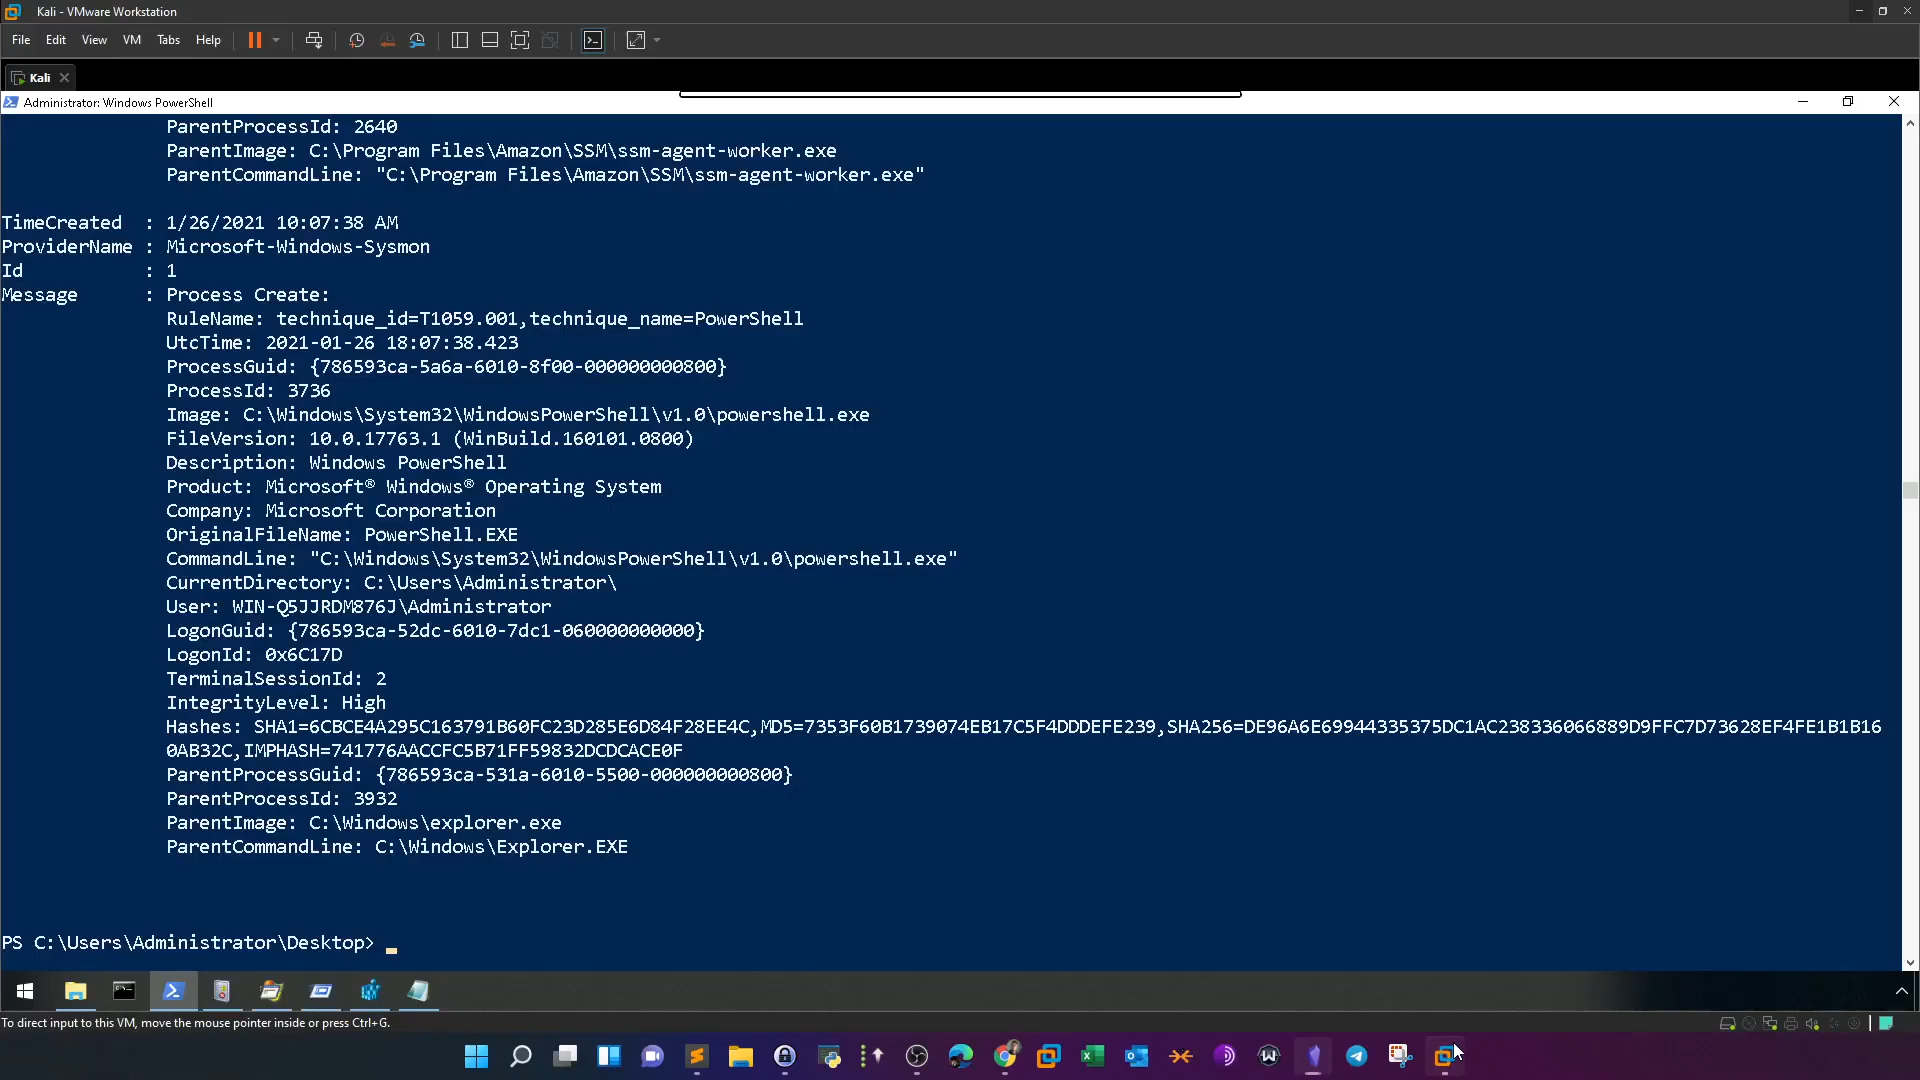 Kali - VMware Workstation
File Edit View VM Tabs Help
Kali
Administrator: Windows PowerShell
ParentProcessId: 2640
ParentImage: C:\Program Files\Amazon\SSM\ssm-agent-worker.exe
ParentCommandLine: "C:\Program Files\Amazon\SSM\ssm-agent-worker.exe"
TimeCreated : 1/26/2021 10:07:38 AM
ProviderName : Microsoft-Windows-Sysmon
Id : 1
Message : Process Create:
RuleName: technique_id=T1059.001,technique_name=PowerShell
UtcTime: 2021-01-26 18:07:38.423
ProcessGuid: {786593ca-5a6a-6010-8f00-000000000800}
ProcessId: 3736
Image: C:\Windows\System32\WindowsPowerShell\v1.0\powershell.exe
FileVersion: 10.0.17763.1 (WinBuild.160101.0800)
Description: Windows PowerShell
Product: Microsoft® Windows® Operating System
Company: Microsoft Corporation
OriginalFileName: PowerShell.EXE
CommandLine: "C:\Windows\System32\WindowsPowerShell\v1.0\powershell.exe"
CurrentDirectory: C:\Users\Administrator\
User: WIN-Q5JJRDM876J\Administrator
LogonGuid: {786593ca-52dc-6010-7dc1-060000000000}
LogonId: 0x6C17D
TerminalSessionId: 2
IntegrityLevel: High
Hashes: SHA1=6CBCE4A295C163791B60FC23D285E6D84F28EE4C,MD5=7353F60B1739074EB17C5F4DDDEFE239,SHA256=DE96A6E69944335375DC1AC238336066889D9FFC7D73628EF4FE1B1B16
0AB32C,IMPHASH=741776AACCFC5B71FF59832DCDCACE0F
ParentProcessGuid: {786593ca-531a-6010-5500-000000000800}
ParentProcessId: 3932
ParentImage: C:\Windows\explorer.exe
ParentCommandLine: C:\Windows\Explorer.EXE
PS C:\Users\Administrator\Desktop>
To direct input to this VM, move the mouse pointer inside or press Ctrl+G.